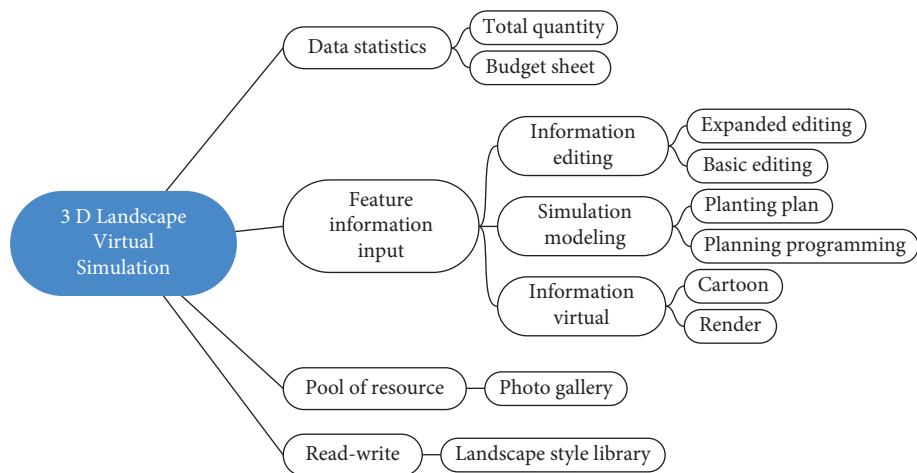 3 D Landscape
Virtual
Simulation
Data statistics
Total quantity
Budget sheet
Feature
information
input
Information
editing
Expanded editing
Basic editing
Simulation
modeling
Planting plan
Planning programming
Information
virtual
Cartoon
Render
Pool of resource
Photo gallery
Read-write
Landscape style library